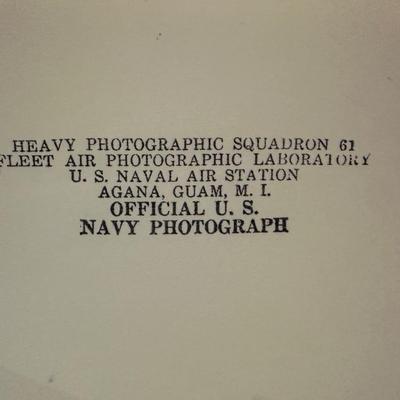 HEAVY PHOTOGRAPHIC SQUADRON 61
FLEET AIR PHOTOGRAPHIC LABORATORY
U. S. NAVAL AIR STATION
AGANA, GUAM, M. I.
OFFICIAL U. S.
NAVY PHOTOGRAPH